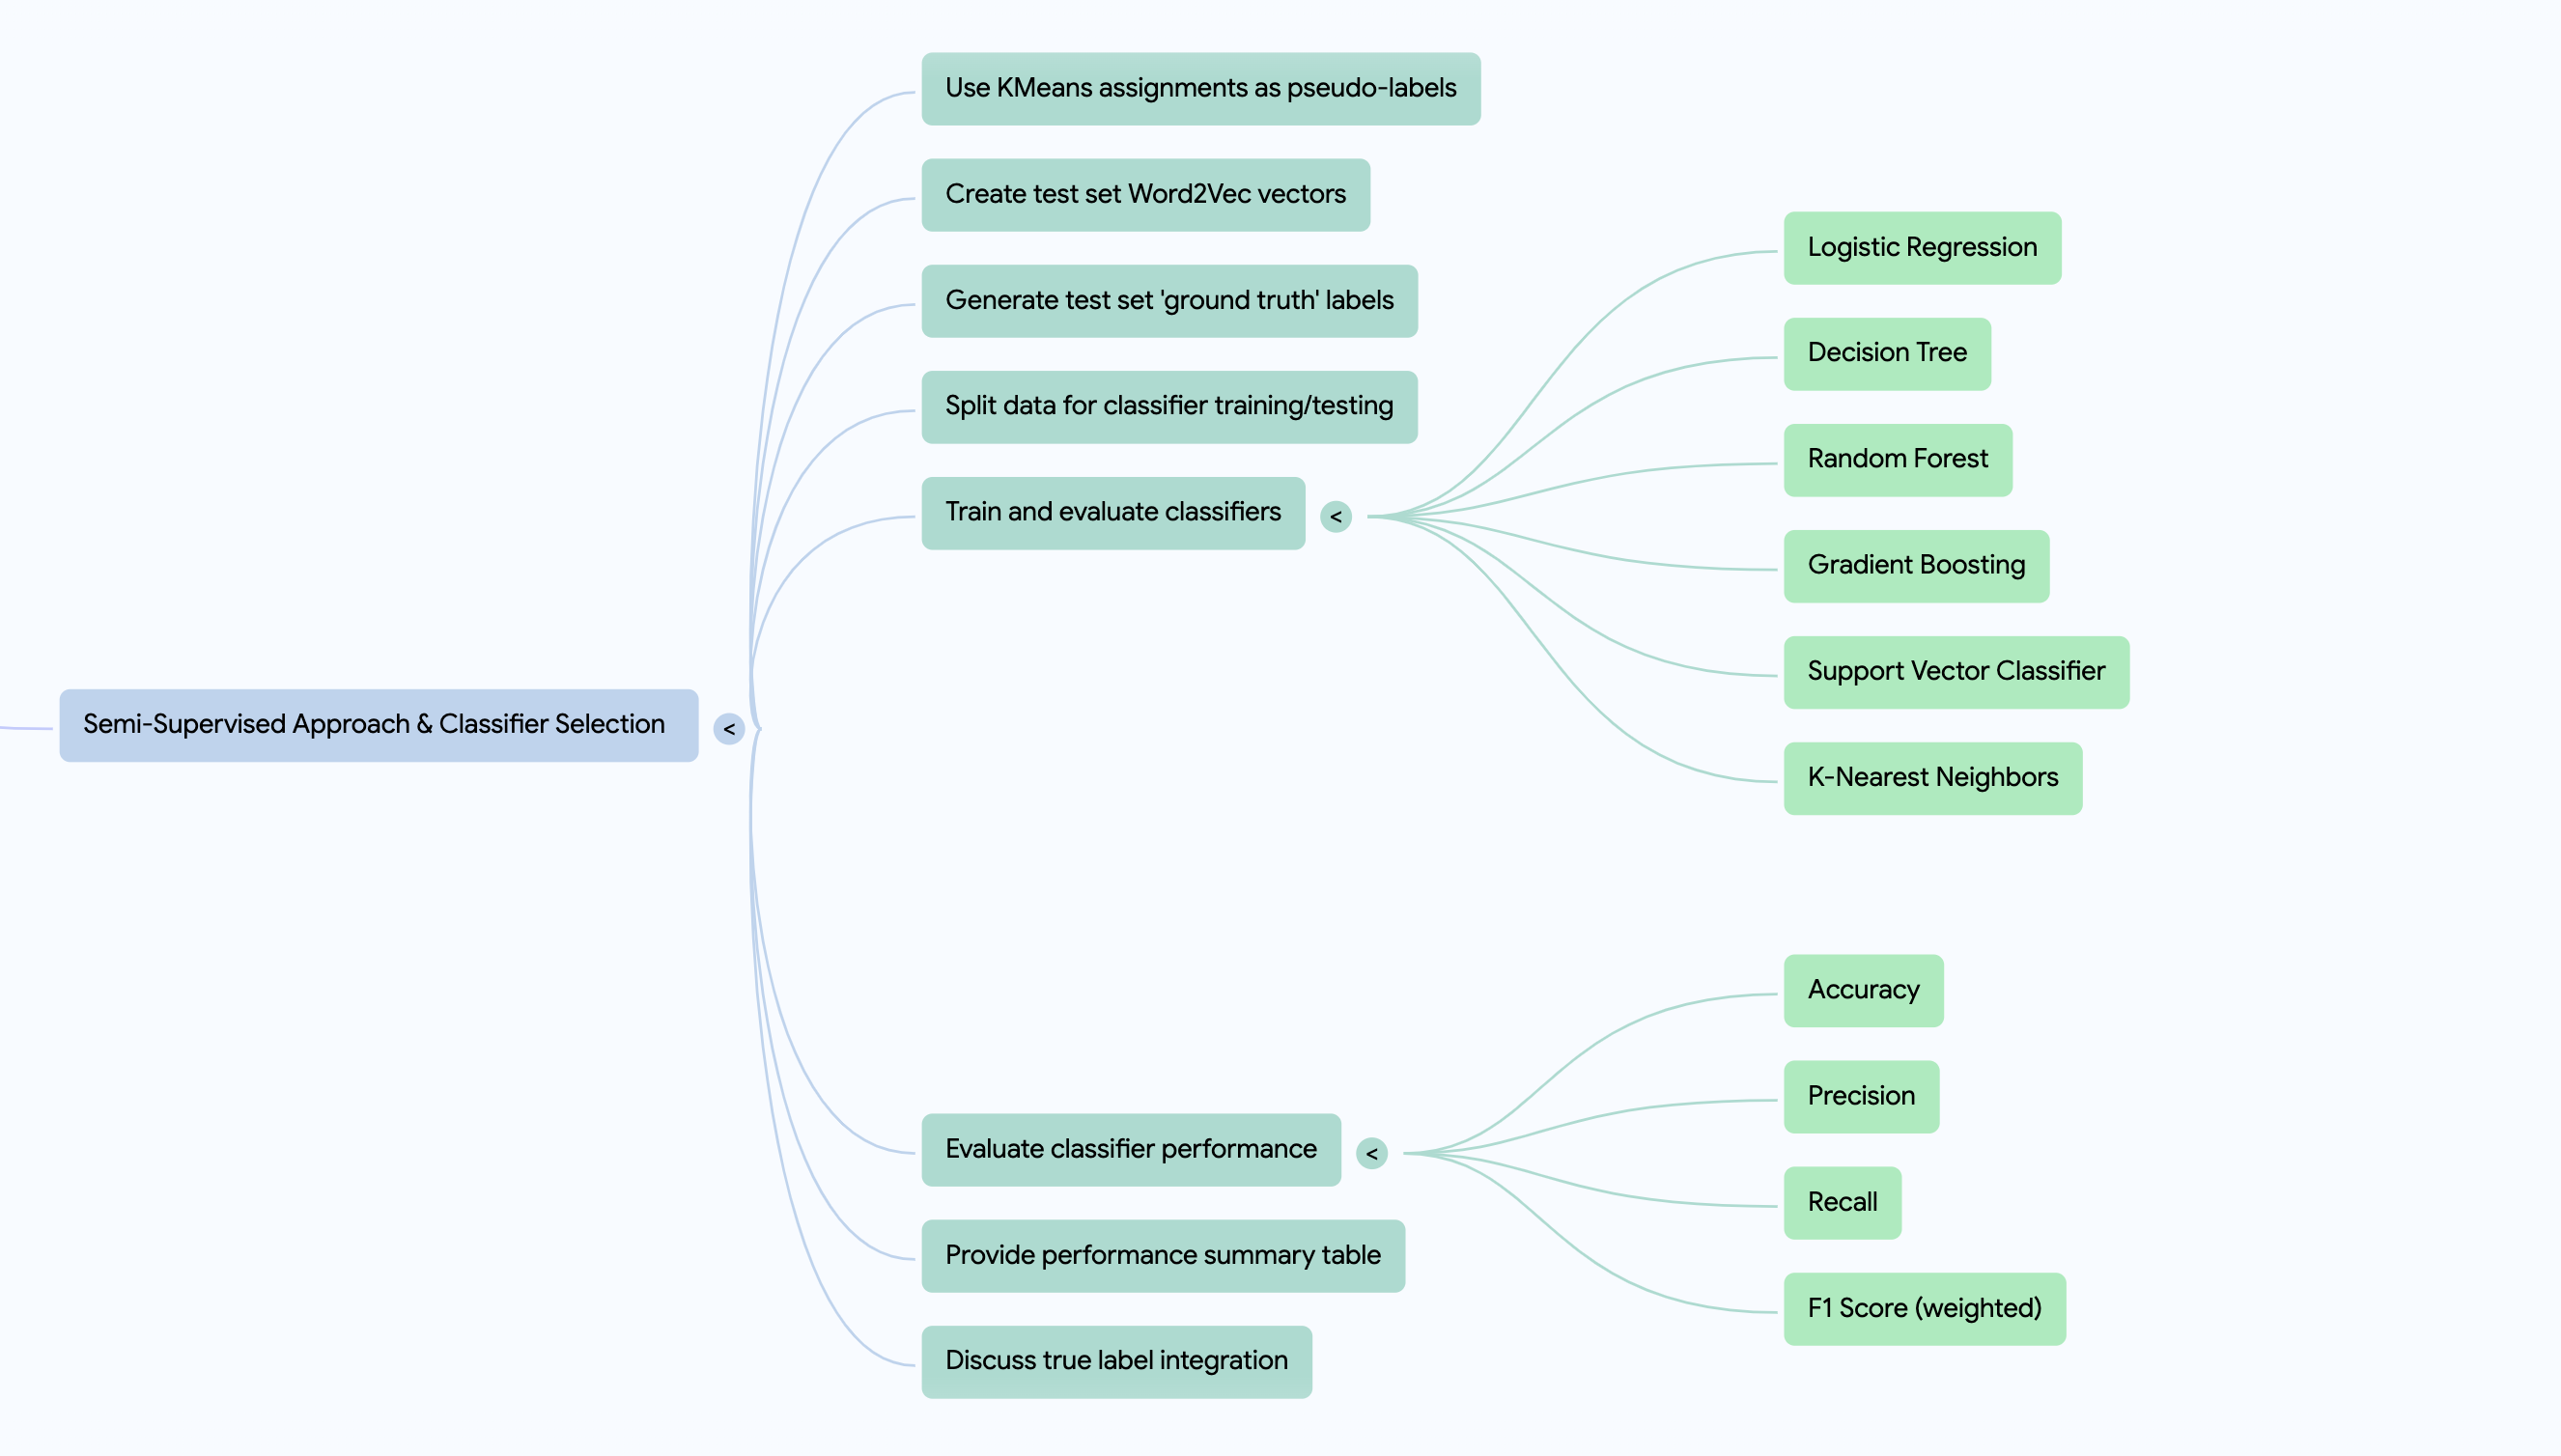 Semi-Supervised Approach & Classifier Selection
<
Use KMeans assignments as pseudo-labels
Create test set Word2Vec vectors
Generate test set 'ground truth' labels
Split data for classifier training/testing
Train and evaluate classifiers
<
Logistic Regression
Decision Tree
Random Forest
Gradient Boosting
Support Vector Classifier
K-Nearest Neighbors
Evaluate classifier performance
<
Accuracy
Precision
Recall
F1 Score (weighted)
Provide performance summary table
Discuss true label integration